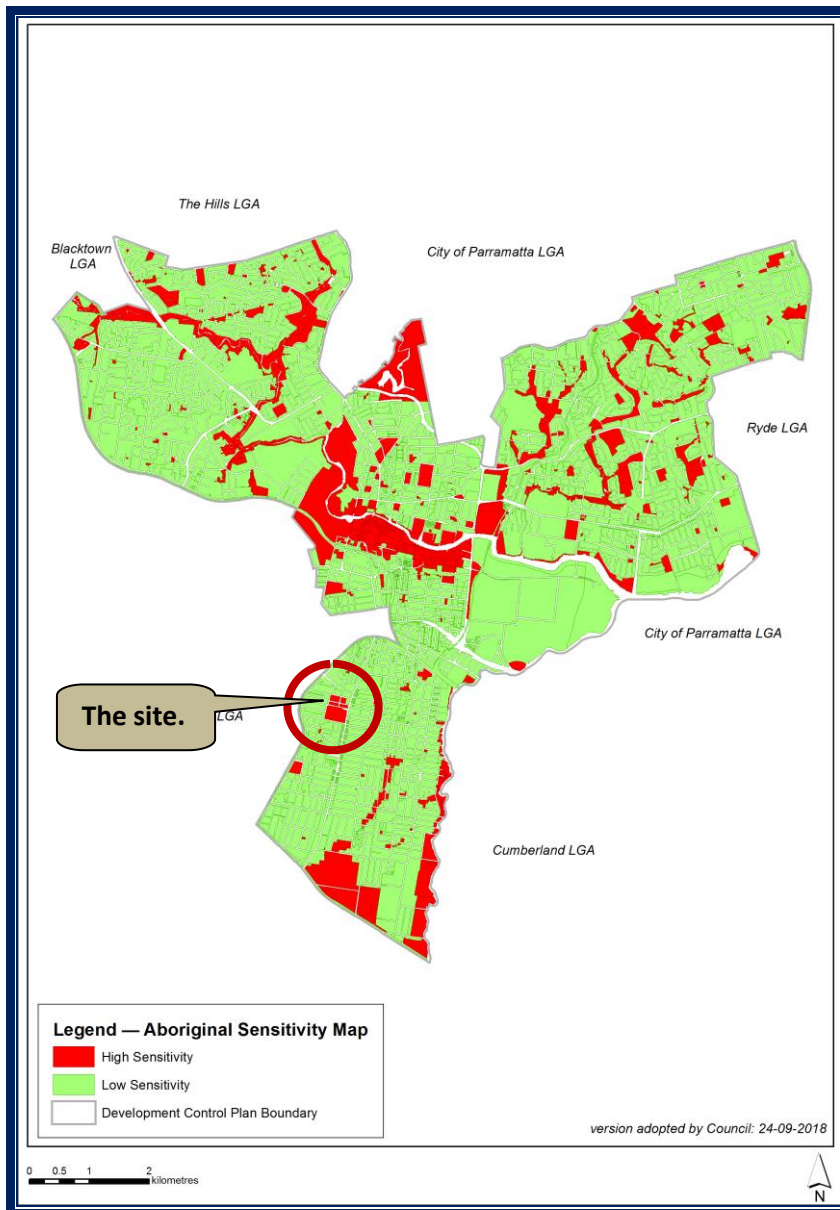 The Hills LGA
Blacktown
LGA
City of Parramatta LGA
Ryde LGA
City of Parramatta LGA
The site.
LGA
Cumberland LGA
Legend — Aboriginal Sensitivity Map
High Sensitivity
Low Sensitivity
Development Control Plan Boundary
version adopted by Council: 24-09-2018
0 0.5 1 2
kilometres
N